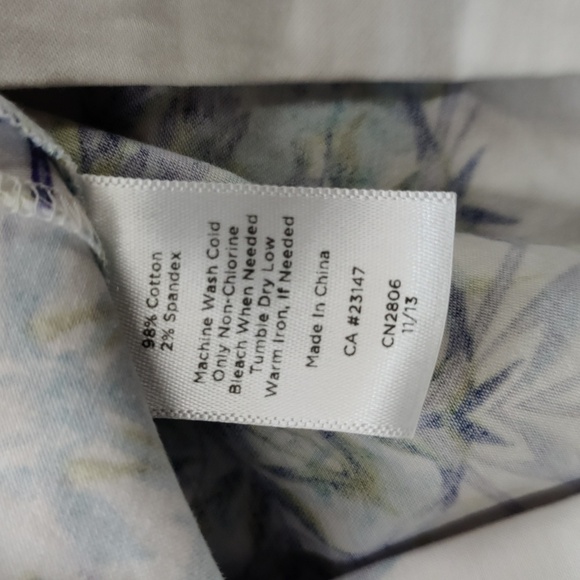 98% Cotton
2% Spandex
Machine Wash Cold
Only Non-Chlorine
Bleach When Needed
Tumble Dry Low
Warm Iron, If Needed
Made In China
CA #23147
CN2806
11/13